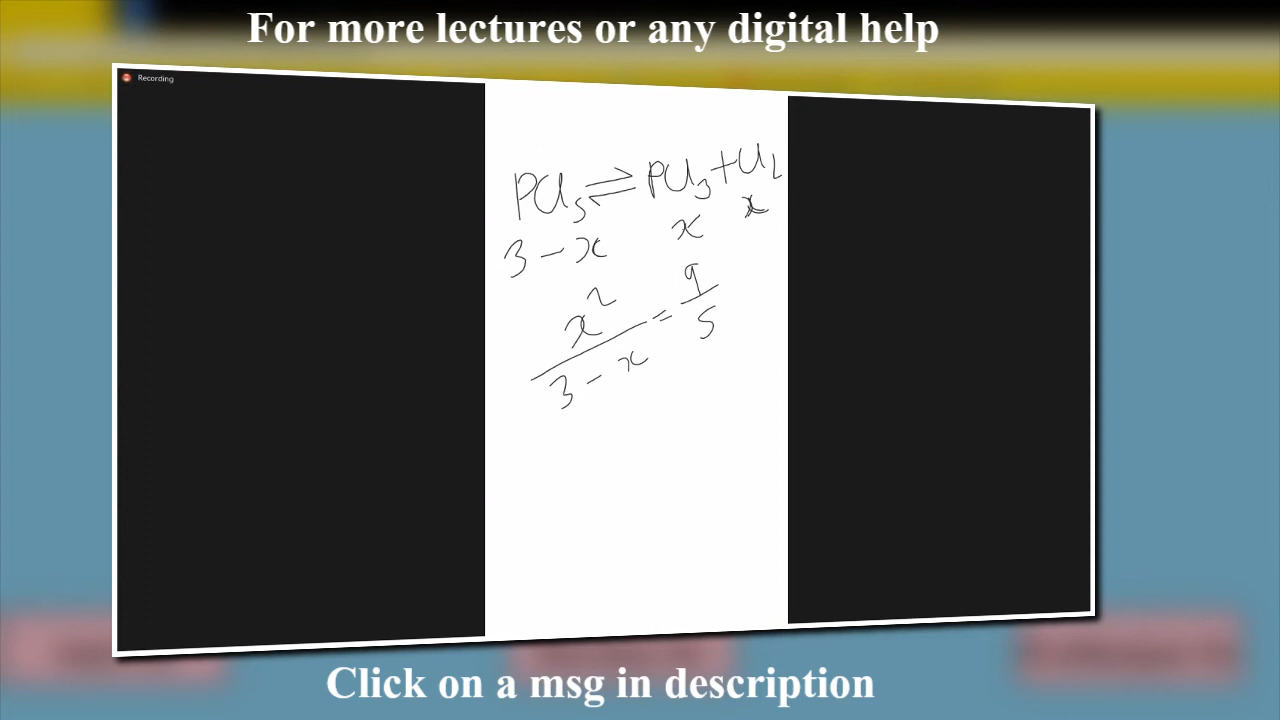 For more lectures or any digital help
Recording
PCl₅ ⇌ PCl₃ + Cl₂
3 - x x x
x² / 3 - x = 9 / 5
Click on a msg in description